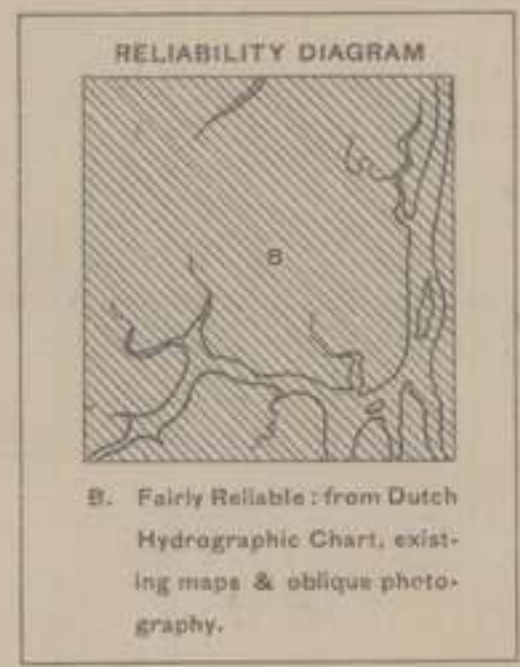 RELIABILITY DIAGRAM
B
B. Fairly Reliable : from Dutch
Hydrographic Chart, exist-
ing maps & oblique photo-
graphy.